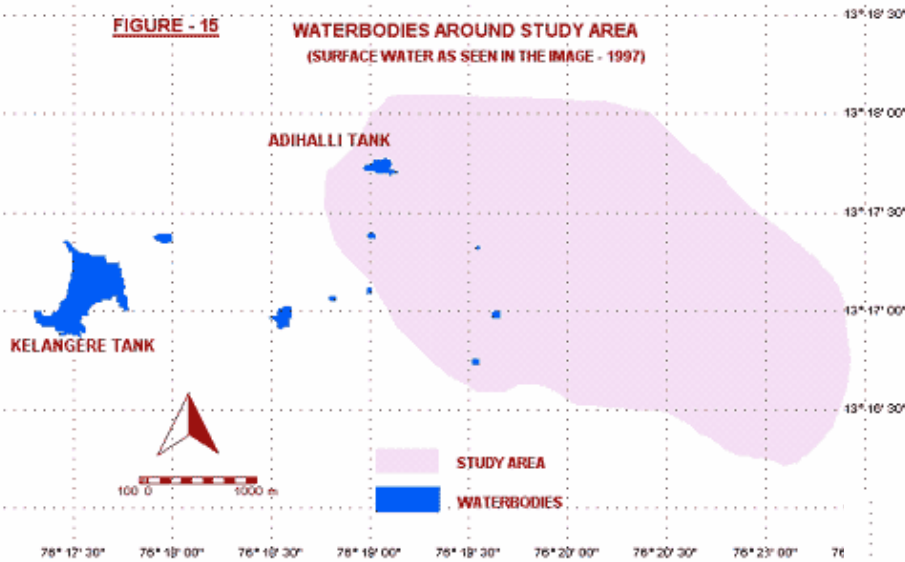 FIGURE - 15
WATERBODIES AROUND STUDY AREA
(SURFACE WATER AS SEEN IN THE IMAGE - 1997)
13° 18' 30"
13° 18' 00"
ADIHALLI TANK
13° 17' 30"
13° 17' 00"
KELANGERE TANK
13° 16' 30"
STUDY AREA
100 0 1000 m
WATERBODIES
76° 17' 30" 76° 18' 00" 76° 18' 30" 76° 19' 00" 76° 19' 30" 76° 20' 00" 76° 20' 30" 76° 23' 00" 76